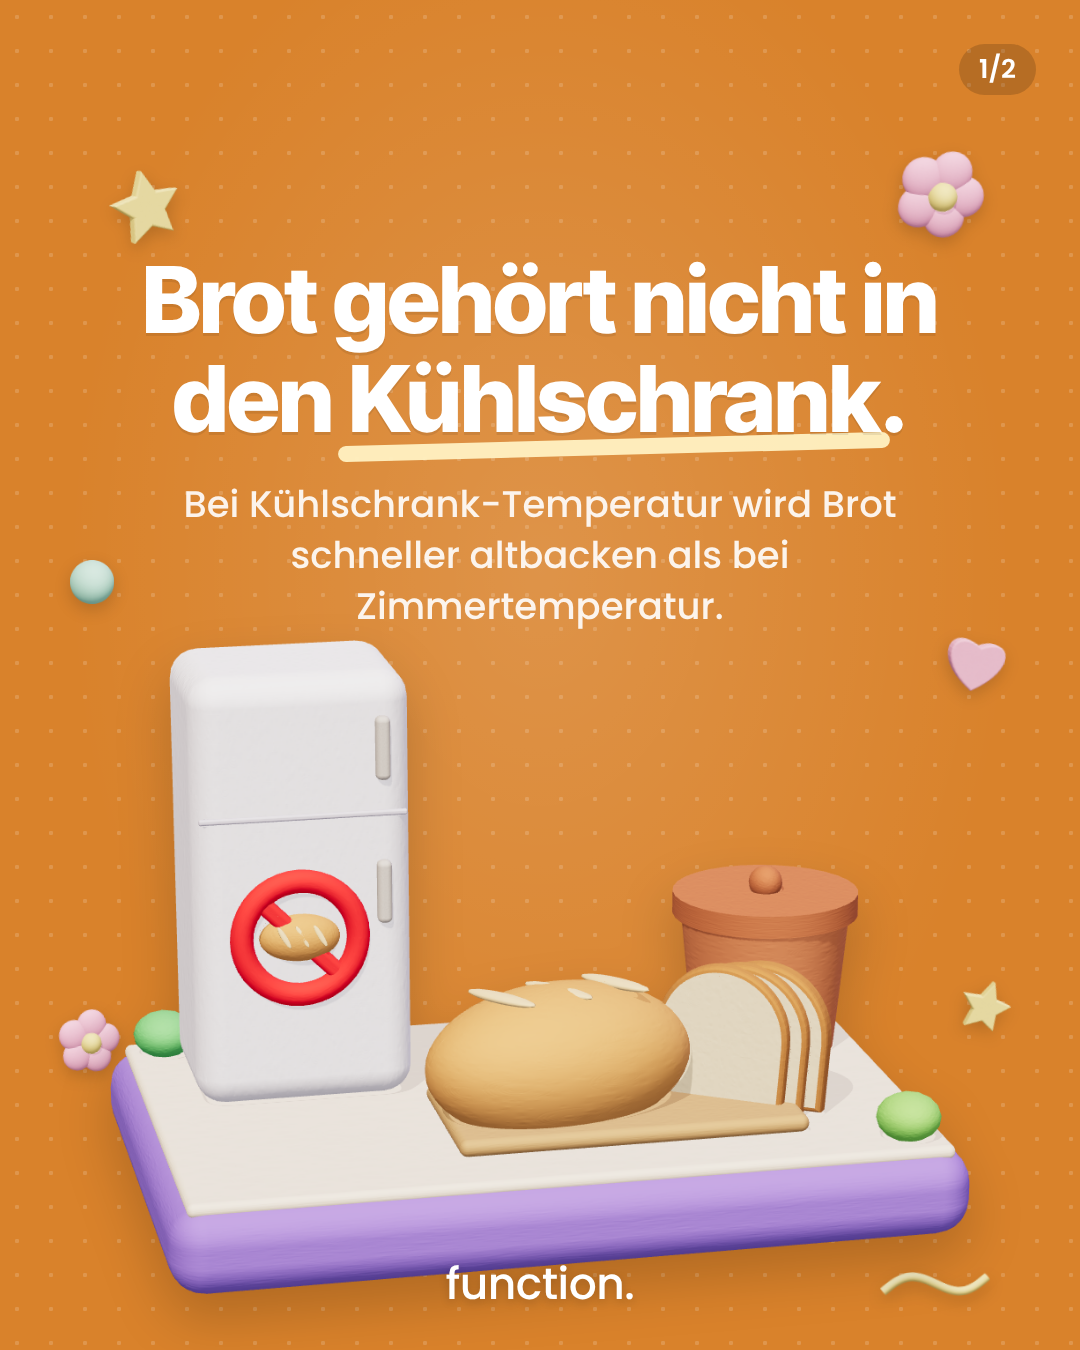 1/2
Brot gehört nicht in
den Kühlschrank.
Bei Kühlschrank-Temperatur wird Brot
schneller altbacken als bei
Zimmertemperatur.
function.